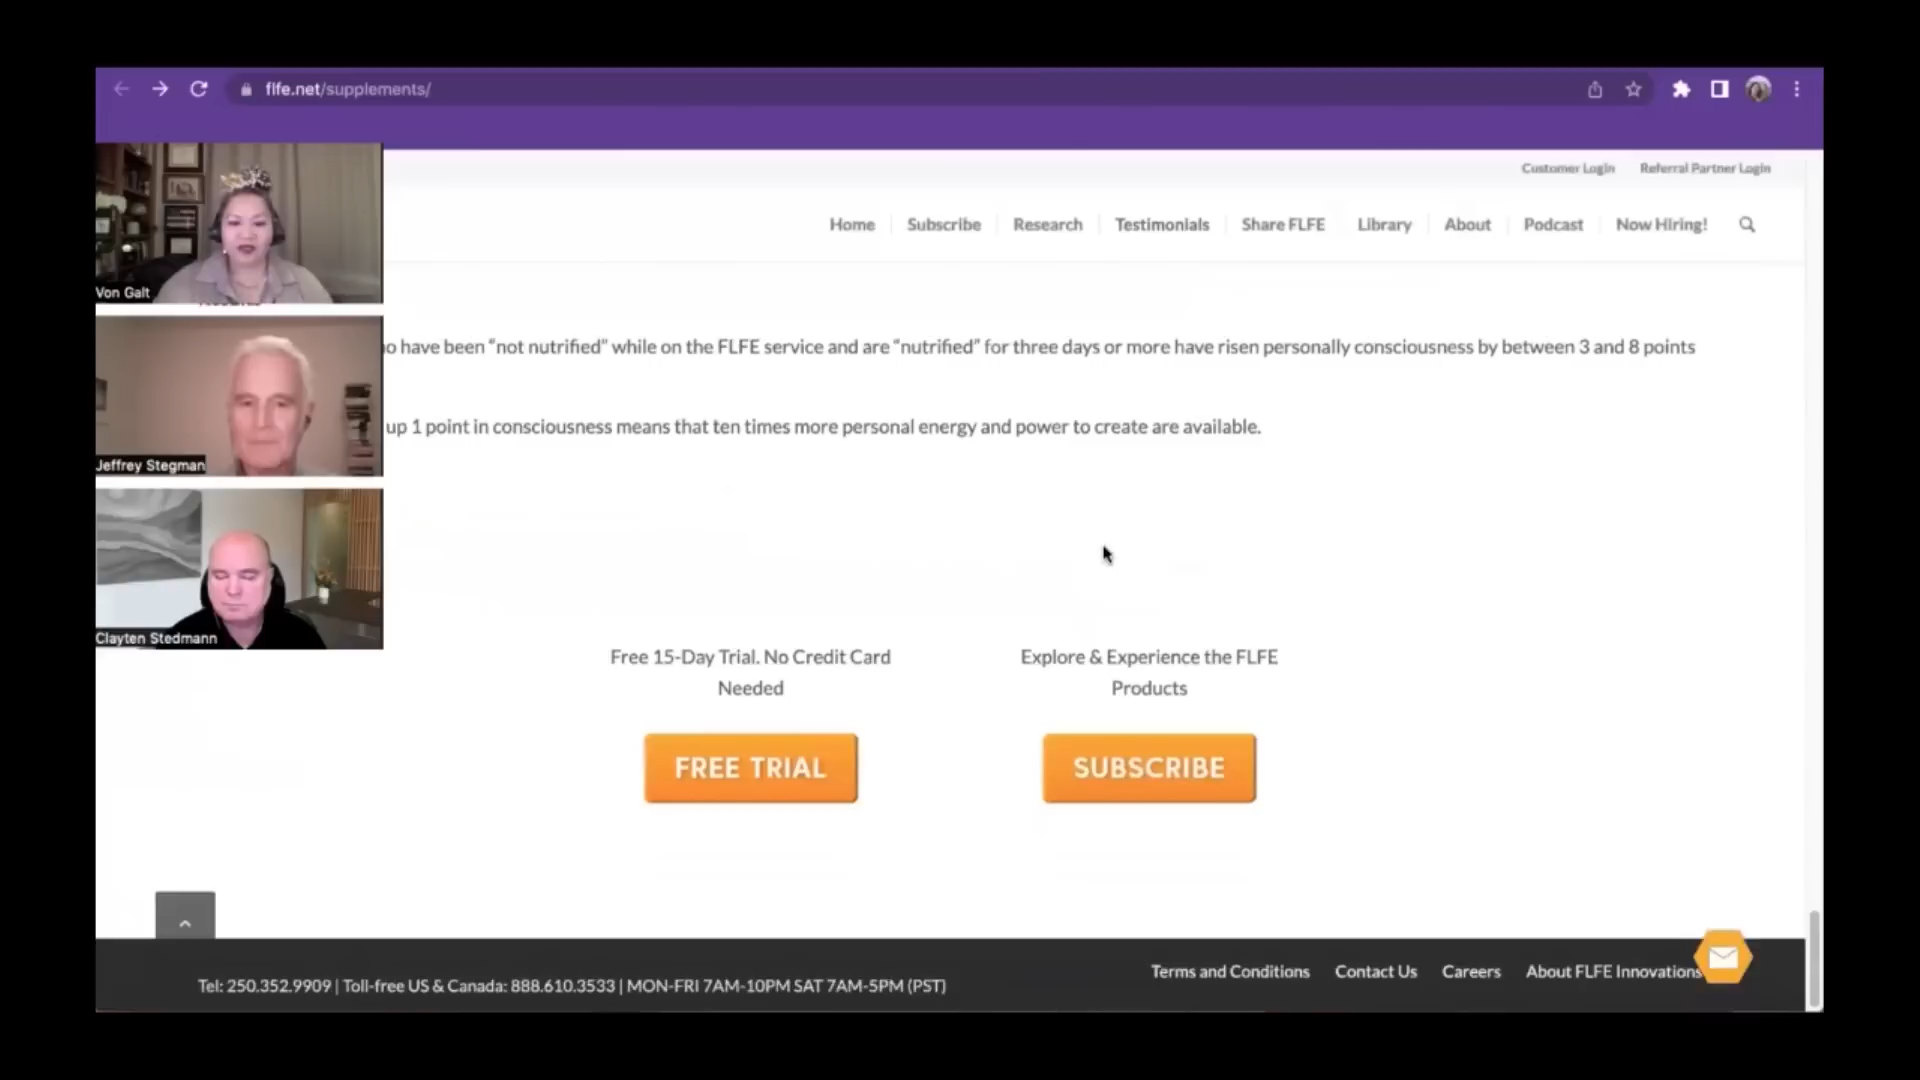 flfe.net/supplements/
Customer Login Referral Partner Login
Home Subscribe Research Testimonials Share FLFE Library About Podcast Now Hiring!
Von Galt
have been “not nutrified” while on the FLFE service and are “nutrified” for three days or more have risen personally consciousness by between 3 and 8 points
up 1 point in consciousness means that ten times more personal energy and power to create are available.
Jeffrey Stegman
Clayten Stedmann
Free 15-Day Trial. No Credit Card
Needed
Explore & Experience the FLFE
Products
FREE TRIAL
SUBSCRIBE
Tel: 250.352.9909 | Toll-free US & Canada: 888.610.3533 | MON-FRI 7AM-10PM SAT 7AM-5PM (PST)
Terms and Conditions Contact Us Careers About FLFE Innovations